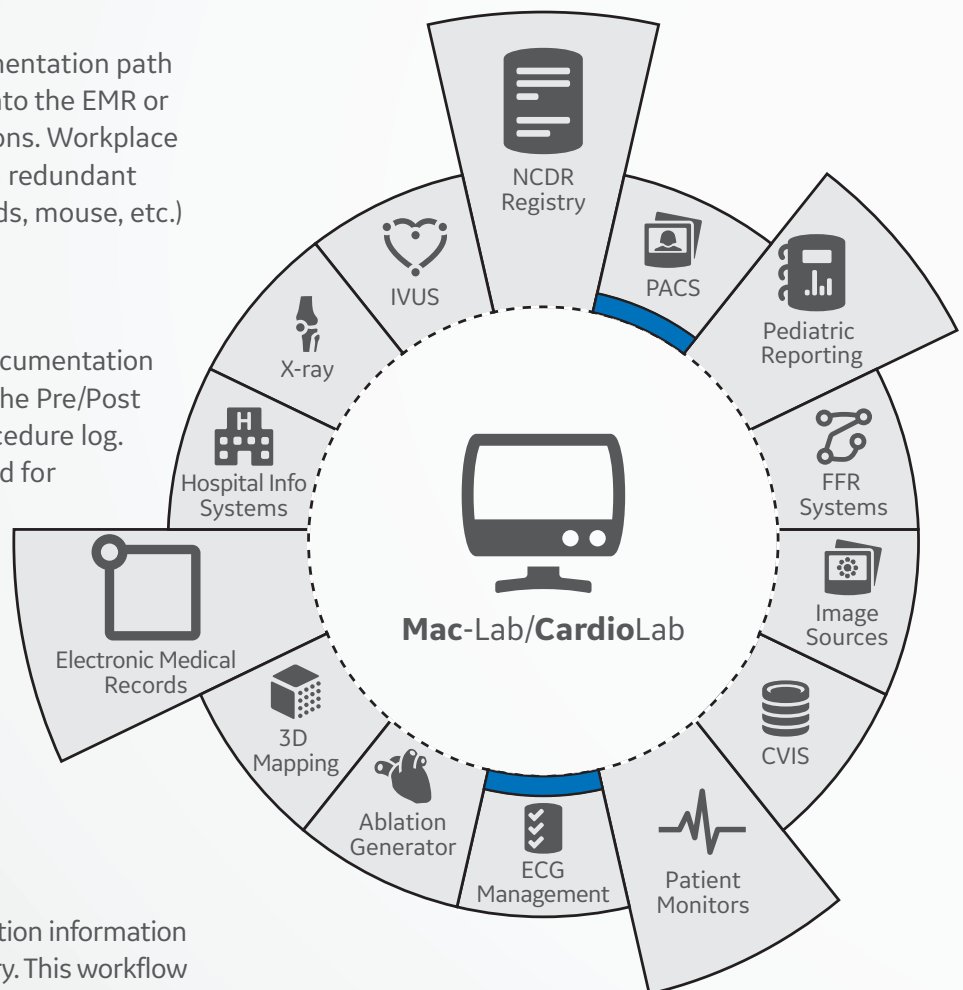 mentation path
nto the EMR or
ons. Workplace
redundant
ds, mouse, etc.)
cumentation
he Pre/Post
cedure log.
d for
tion information
y. This workflow
NCDR
Registry
PACS
Pediatric
Reporting
FFR
Systems
Image
Sources
CVIS
Patient
Monitors
ECG
Management
Ablation
Generator
3D
Mapping
Electronic Medical
Records
H
Hospital Info
Systems
X-ray
IVUS
Mac-Lab/CardioLab